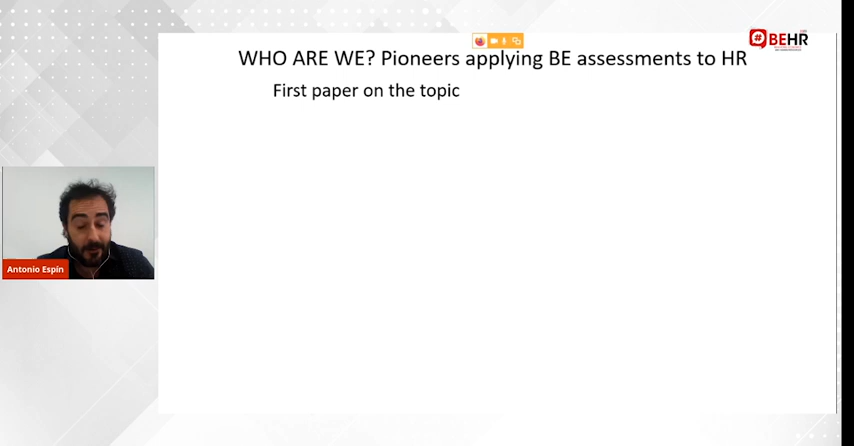 #BEHR
WHO ARE WE? Pioneers applying BE assessments to HR
First paper on the topic
Antonio Espín